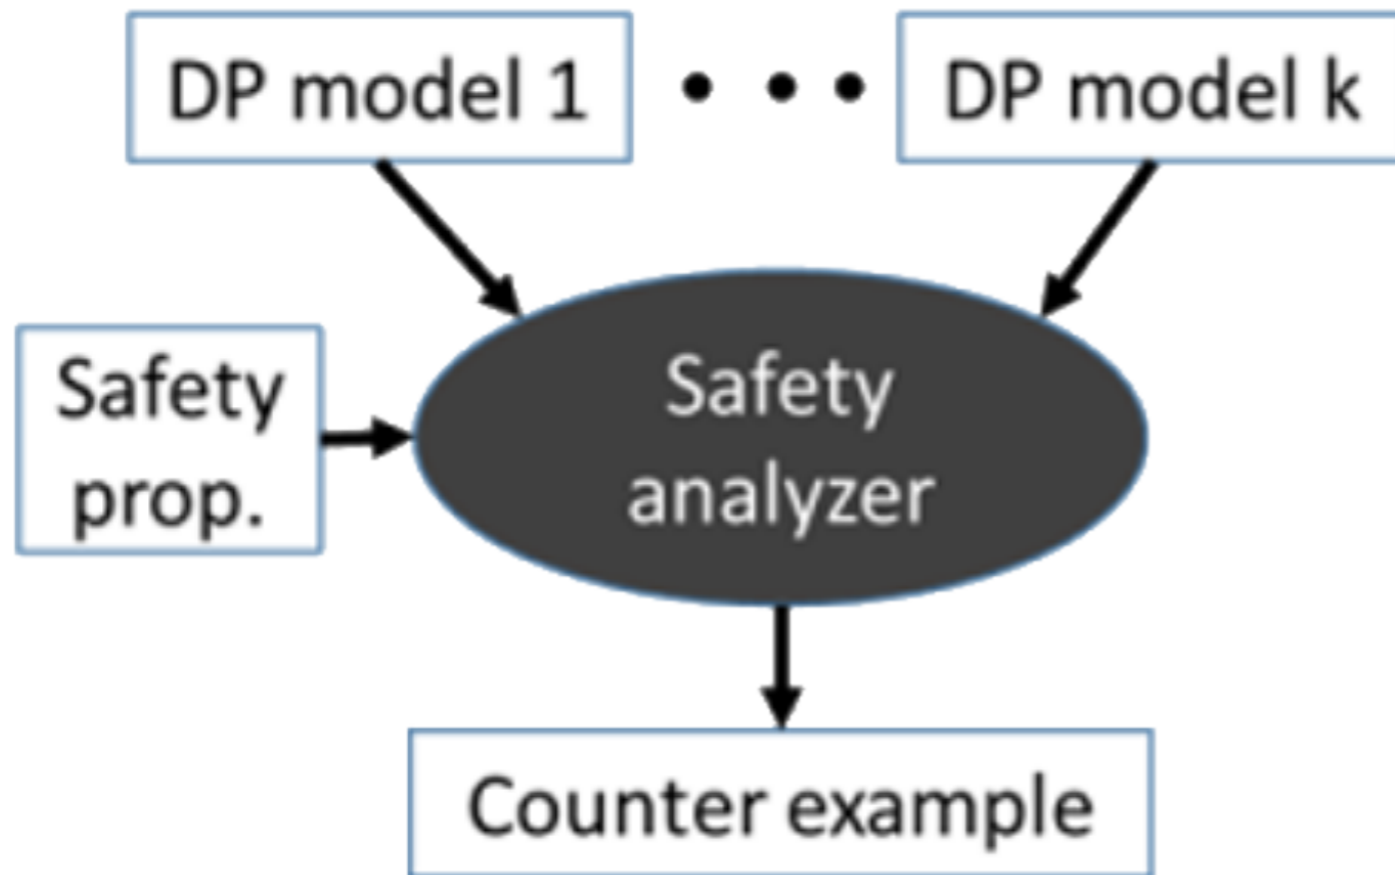 DP model 1
DP model k
Safety
prop.
Safety
analyzer
Counter example